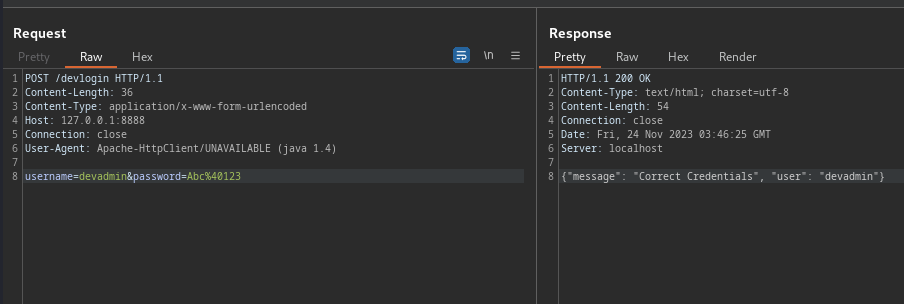 Request
Pretty Raw Hex \n
1 POST /devlogin HTTP/1.1
2 Content-Length: 36
3 Content-Type: application/x-www-form-urlencoded
4 Host: 127.0.0.1:8888
5 Connection: close
6 User-Agent: Apache-HttpClient/UNAVAILABLE (java 1.4)
7
8 username=devadmin&password=Abc%40123
Response
Pretty Raw Hex Render
1 HTTP/1.1 200 OK
2 Content-Type: text/html; charset=utf-8
3 Content-Length: 54
4 Connection: close
5 Date: Fri, 24 Nov 2023 03:46:25 GMT
6 Server: localhost
7
8 {"message": "Correct Credentials", "user": "devadmin"}